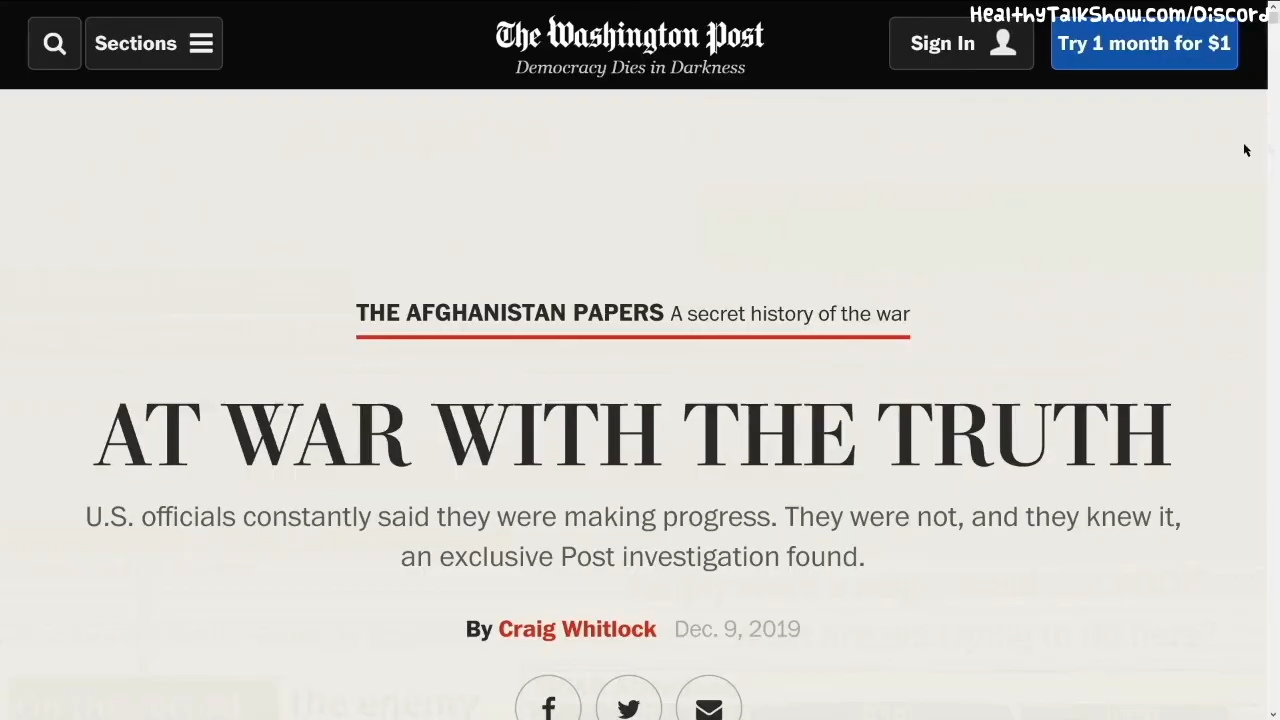 HealthyTalkShow.com/Discord
Sections
The Washington Post
Democracy Dies in Darkness
Sign In
Try 1 month for $1
THE AFGHANISTAN PAPERS A secret history of the war
AT WAR WITH THE TRUTH
U.S. officials constantly said they were making progress. They were not, and they knew it,
an exclusive Post investigation found.
By Craig Whitlock Dec. 9, 2019
the enemy